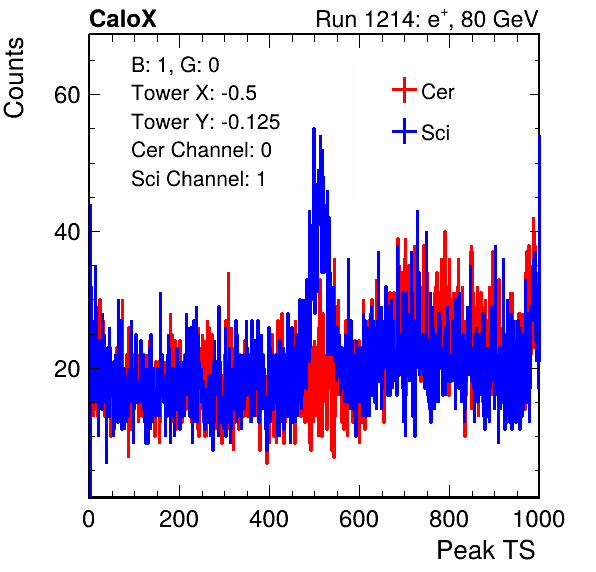 CaloX Run 1214: e⁺, 80 GeV
Counts
B: 1, G: 0
Tower X: -0.5
Tower Y: -0.125
Cer Channel: 0
Sci Channel: 1
Cer
Sci
60
40
20
0 200 400 600 800 1000
Peak TS